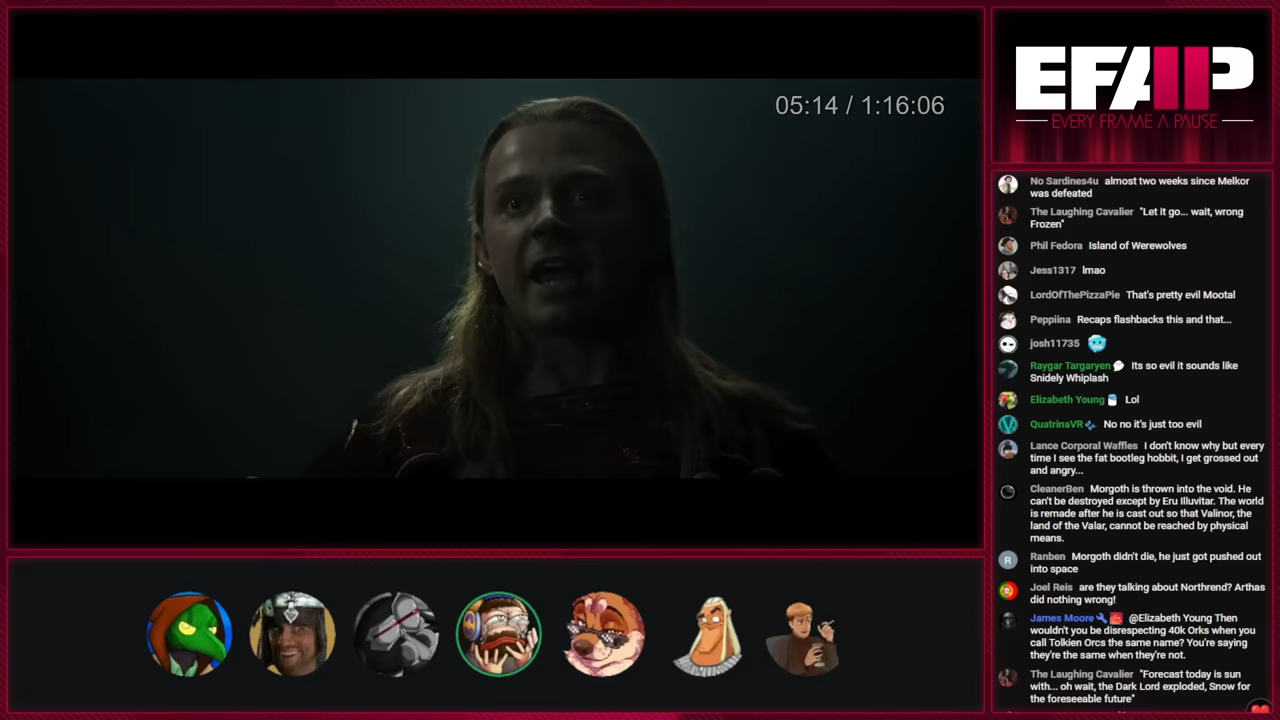 05:14 / 1:16:06
EFAP
EVERY FRAME A PAUSE
No Sardines4u almost two weeks since Melkor
was defeated
The Laughing Cavalier "Let it go... wait, wrong
Frozen"
Phil Fedora Island of Werewolves
Jess1317 lmao
LordOfThePizzaPie That's pretty evil Mootal
Peppiina Recaps flashbacks this and that...
josh11735
Raygar Targaryen Its so evil it sounds like
Snidely Whiplash
Elizabeth Young Lol
QuatrinaVR No no it's just too evil
Lance Corporal Waffles I don't know why but every
time I see the fat bootleg hobbit, I get grossed out
and angry...
CleanerBen Morgoth is thrown into the void. He
can't be destroyed except by Eru Illuvitar. The world
is remade after he is cast out so that Valinor, the
land of the Valar, cannot be reached by physical
means.
R
Ranben Morgoth didn't die, he just got pushed out
into space
Joel Reis are they talking about Northrend? Arthas
did nothing wrong!
James Moore @Elizabeth Young Then
wouldn't you be disrespecting 40k Orks when you
call Tolkien Orcs the same name? You're saying
they're the same when they're not.
The Laughing Cavalier "Forecast today is sun
with... oh wait, the Dark Lord exploded, Snow for
the foreseeable future"